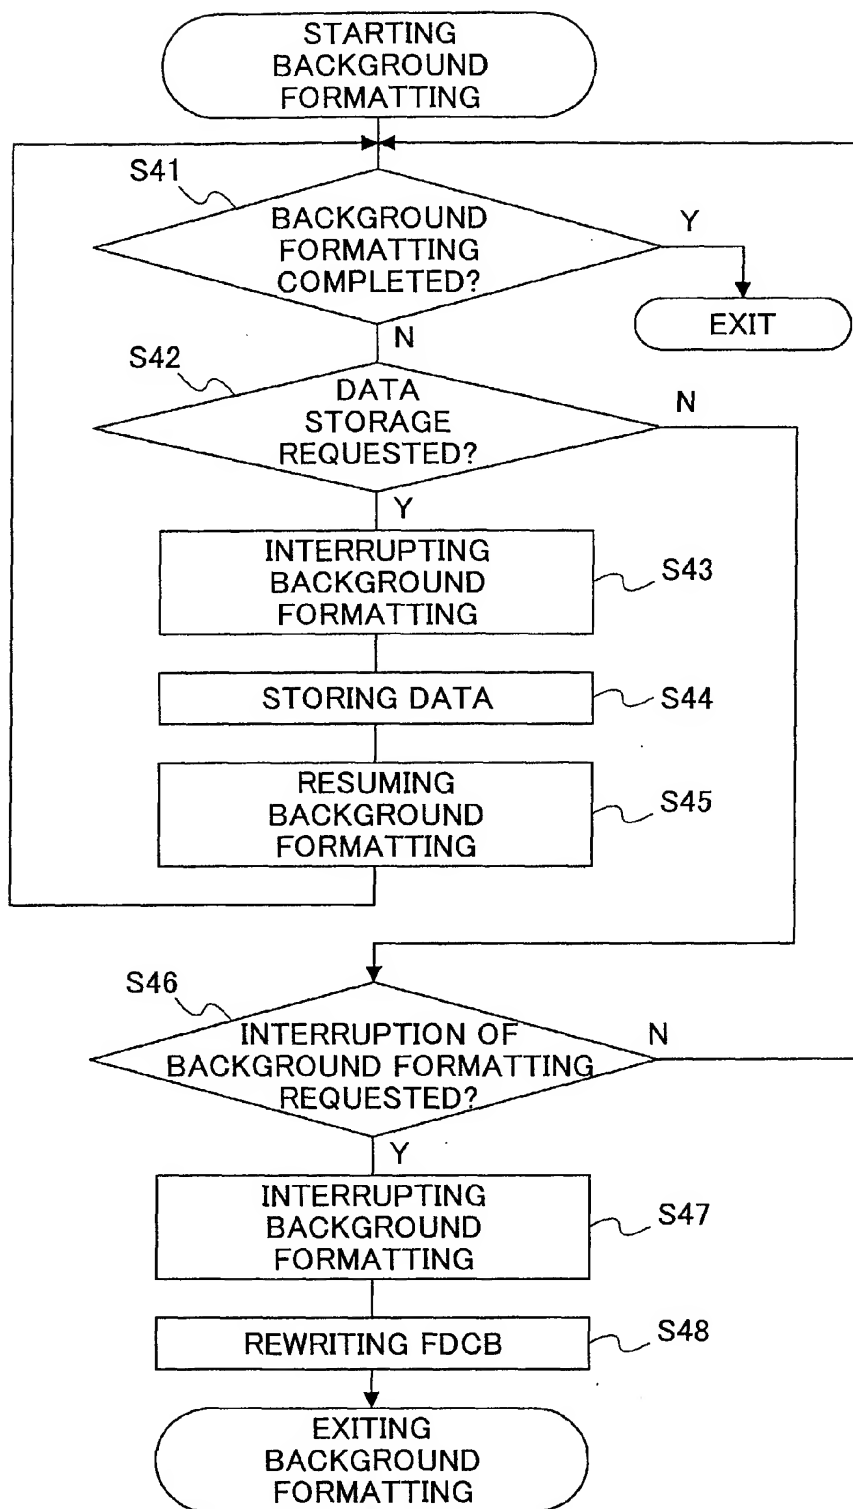 STARTING
BACKGROUND
FORMATTING
S41
BACKGROUND
FORMATTING
COMPLETED?
Y
EXIT
N
S42
DATA
STORAGE
REQUESTED?
N
Y
INTERRUPTING
BACKGROUND
FORMATTING
S43
STORING DATA
S44
RESUMING
BACKGROUND
FORMATTING
S45
S46
INTERRUPTION OF
BACKGROUND FORMATTING
REQUESTED?
N
Y
INTERRUPTING
BACKGROUND
FORMATTING
S47
REWRITING FDCB
S48
EXITING
BACKGROUND
FORMATTING